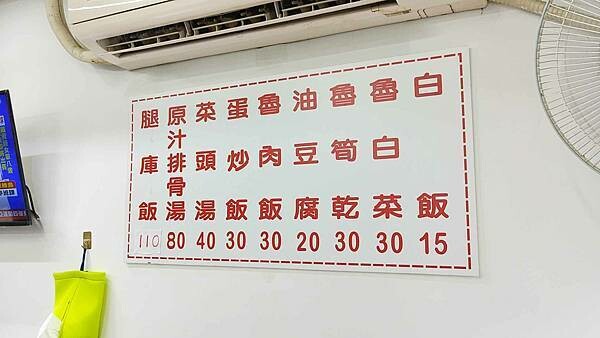 白飯 15
魯白菜 30
魯筍乾 30
油豆腐 20
魯肉飯 30
蛋炒飯 30
菜頭湯 40
原汁排骨湯 80
腿庫飯 110